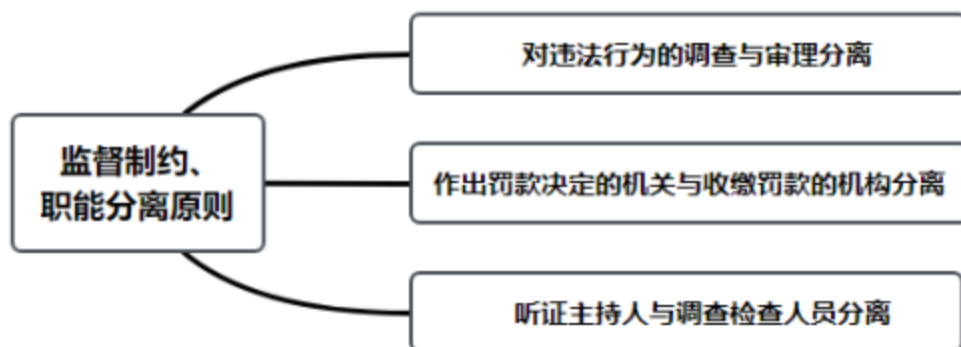 对违法行为的调查与审理分离
监督制约、
职能分离原则
作出罚款决定的机关与收缴罚款的机构分离
听证主持人与调查检查人员分离